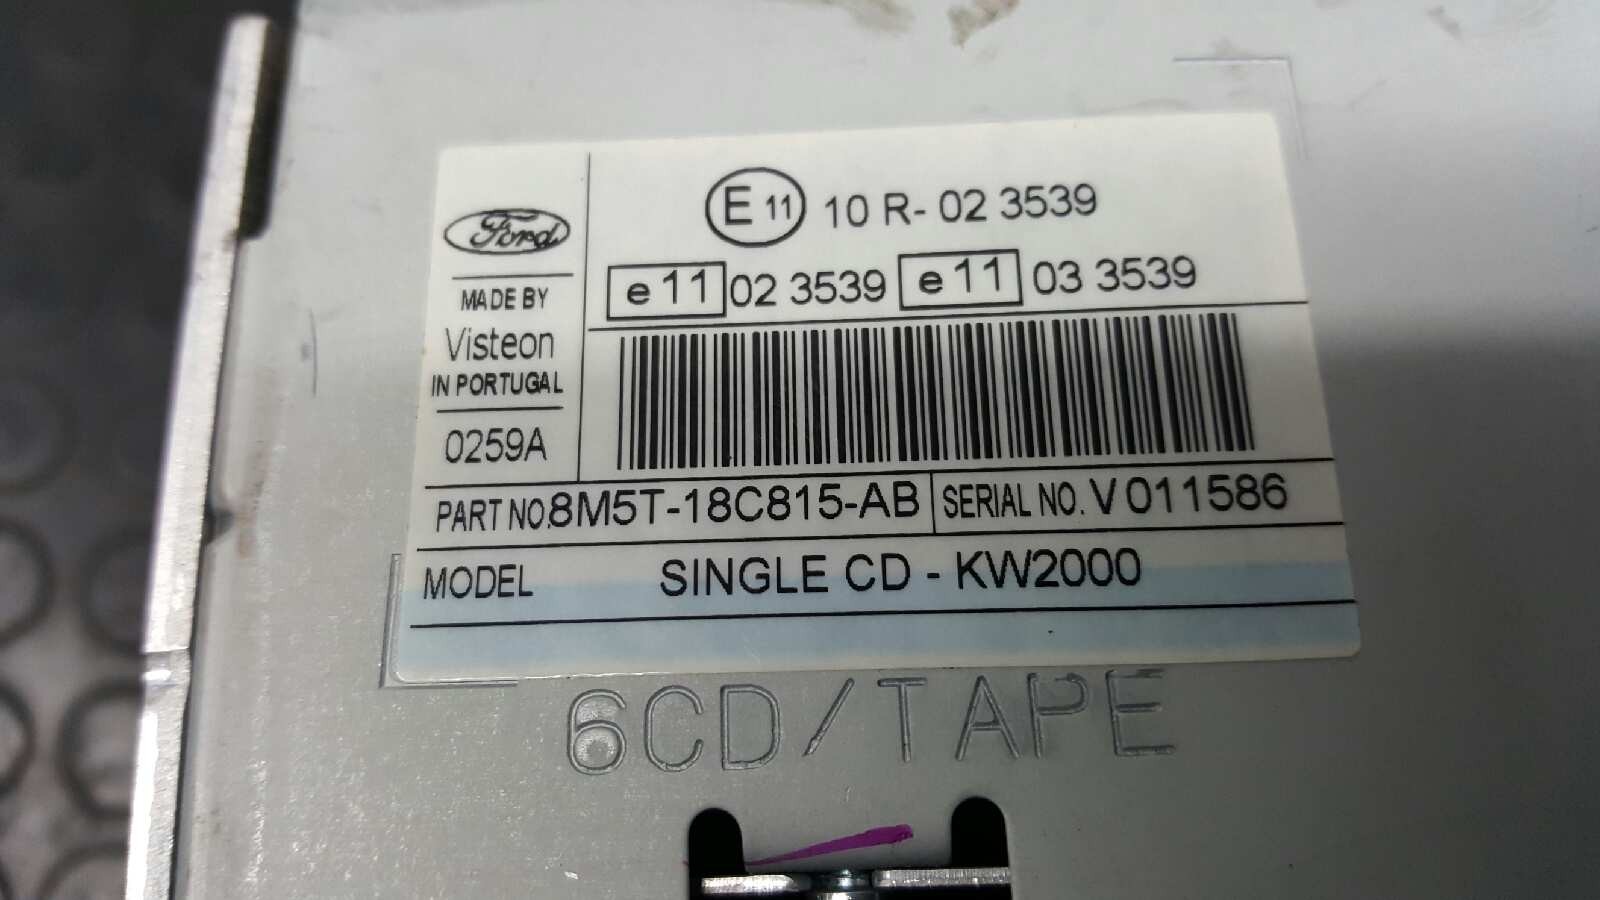 Ford
MADE BY
Visteon
IN PORTUGAL
0259A
E 11 10 R- 02 3539
e 11 02 3539 e 11 03 3539
PART NO.8M5T-18C815-AB SERIAL NO. V 011586
MODEL SINGLE CD - KW2000
6CD/TAPE